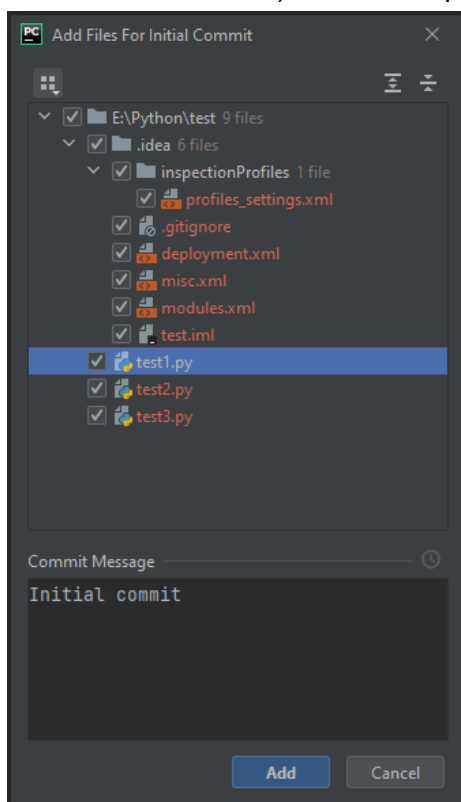 PC Add Files For Initial Commit
E:\Python\test 9 files
.idea 6 files
inspectionProfiles 1 file
profiles_settings.xml
.gitignore
deployment.xml
misc.xml
modules.xml
test.iml
test1.py
test2.py
test3.py
Commit Message
Initial commit
Add Cancel